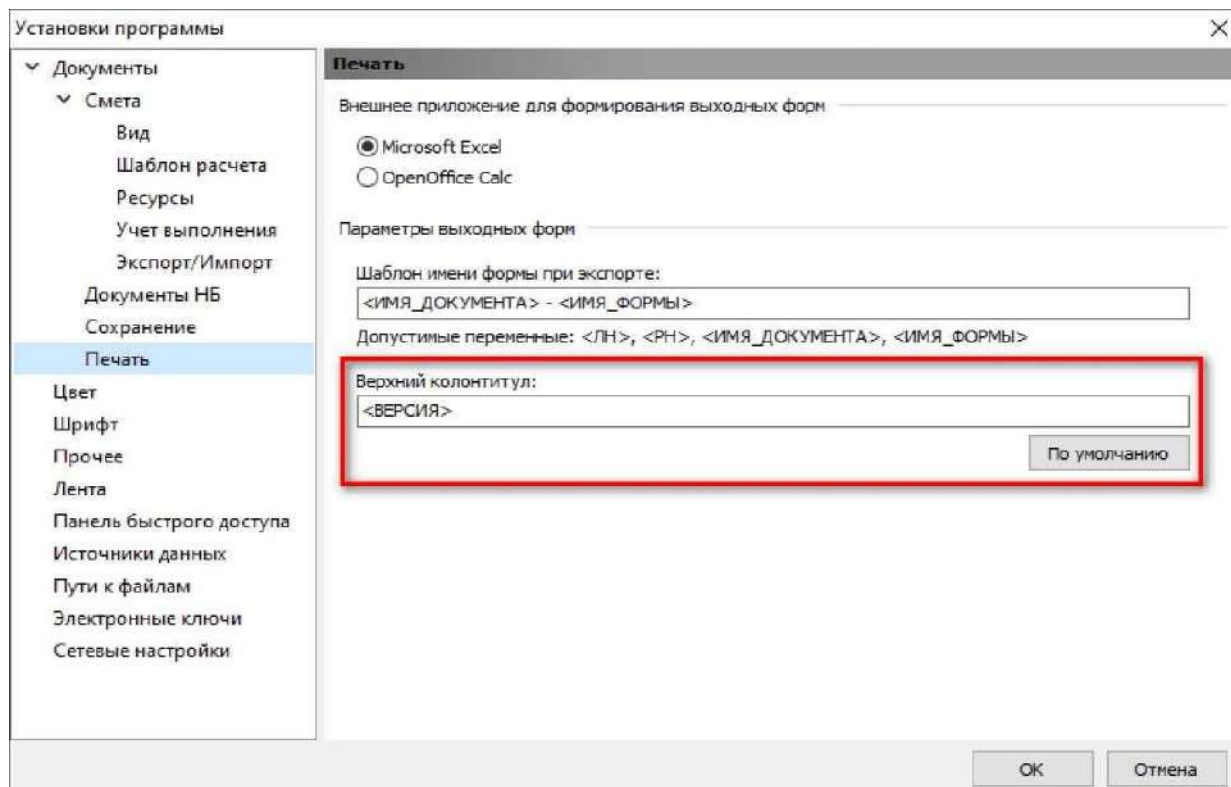 Установки программы
Документы
Смета
Вид
Шаблон расчета
Ресурсы
Учет выполнения
Экспорт/Импорт
Документы НБ
Сохранение
Печать
Цвет
Шрифт
Прочее
Лента
Панель быстрого доступа
Источники данных
Пути к файлам
Электронные ключи
Сетевые настройки
Печать
Внешнее приложение для формирования выходных форм
Microsoft Excel
OpenOffice Calc
Параметры выходных форм
Шаблон имени формы при экспорте:
<ИМЯ_ДОКУМЕНТА> - <ИМЯ_ФОРМЫ>
Допустимые переменные: <ЛН>, <РН>, <ИМЯ_ДОКУМЕНТА>, <ИМЯ_ФОРМЫ>
Верхний колонтитул:
<ВЕРСИЯ>
По умолчанию
ОК
Отмена